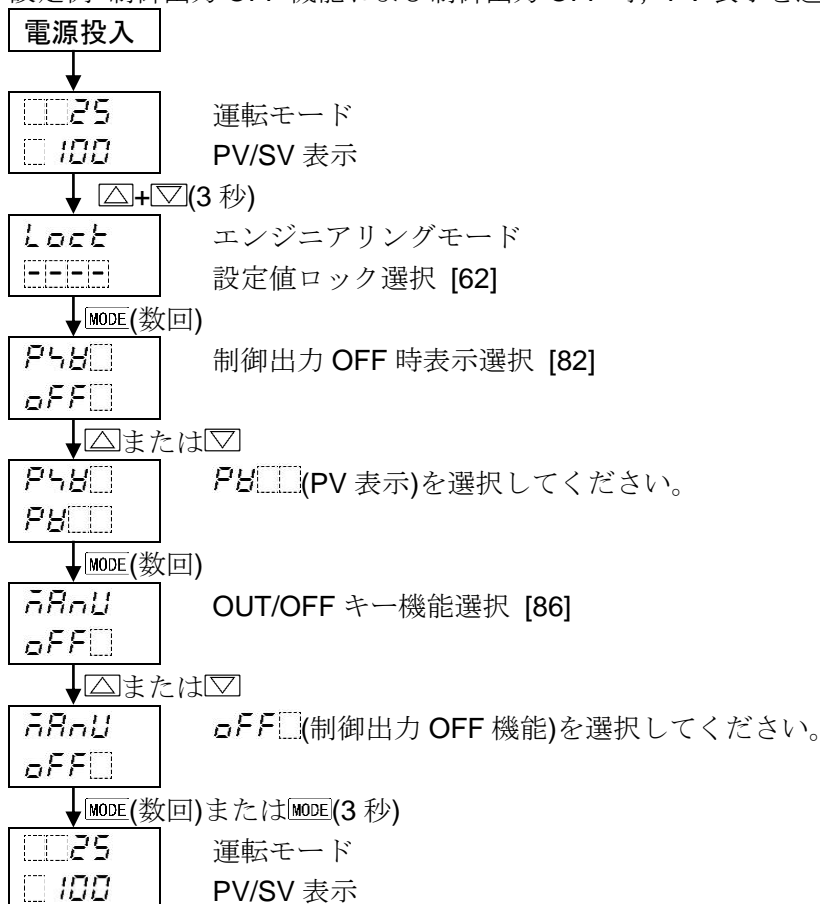 電源投入
25 運転モード
100 PV/SV 表示
△+▽(3 秒)
Lock エンジニアリングモード
---- 設定値ロック選択 [62]
MODE(数回)
制御出力 OFF 時表示選択 [82]
oFF
△または▽
PV (PV 表示)を選択してください。
PV
MODE(数回)
MAnU OUT/OFF キー機能選択 [86]
oFF
△または▽
MAnU oFF (制御出力 OFF 機能)を選択してください。
oFF
MODE(数回)またはMODE(3 秒)
25 運転モード
100 PV/SV 表示